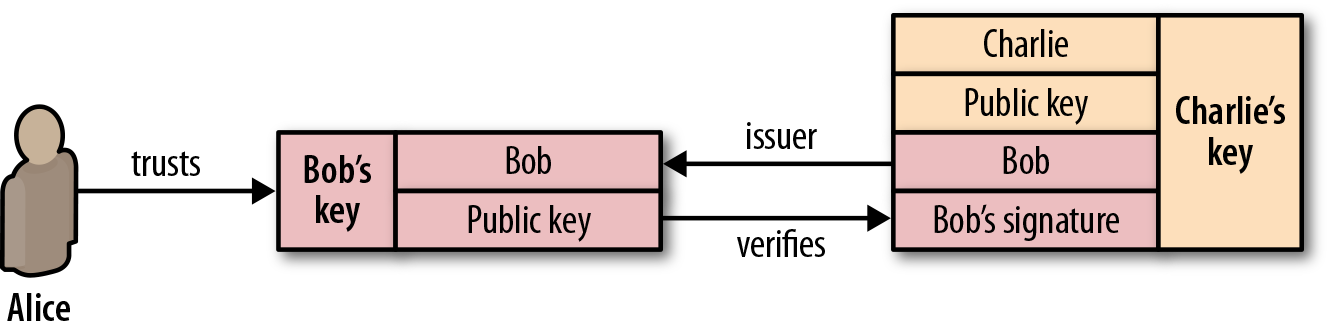 Alice
trusts
Bob's
key
Bob
Public key
issuer
verifies
Charlie
Public key
Bob
Bob's signature
Charlie's
key